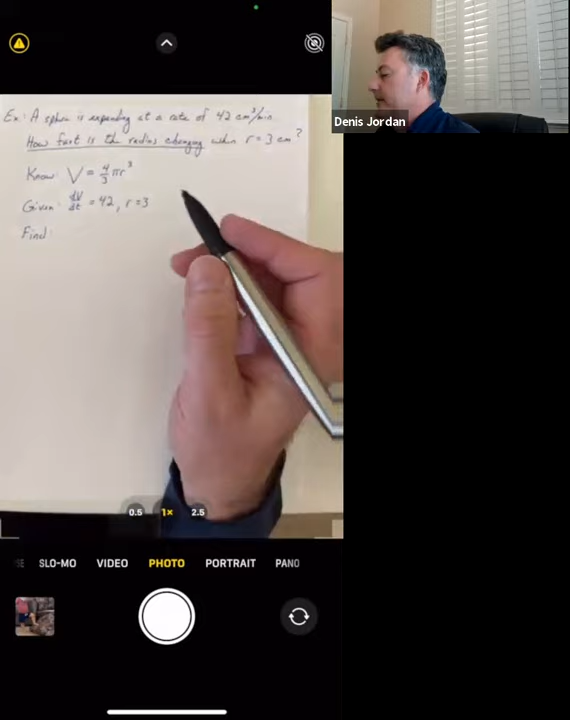 Ex: A sphere is expanding at a rate of 42 cm³/min.
How fast is the radius changing when r = 3 cm?
Know: V = 4/3 πr³
Given: dV/dt = 42, r = 3
Find:
Denis Jordan
0.5 1× 2.5
SLO-MO VIDEO PHOTO PORTRAIT PANO